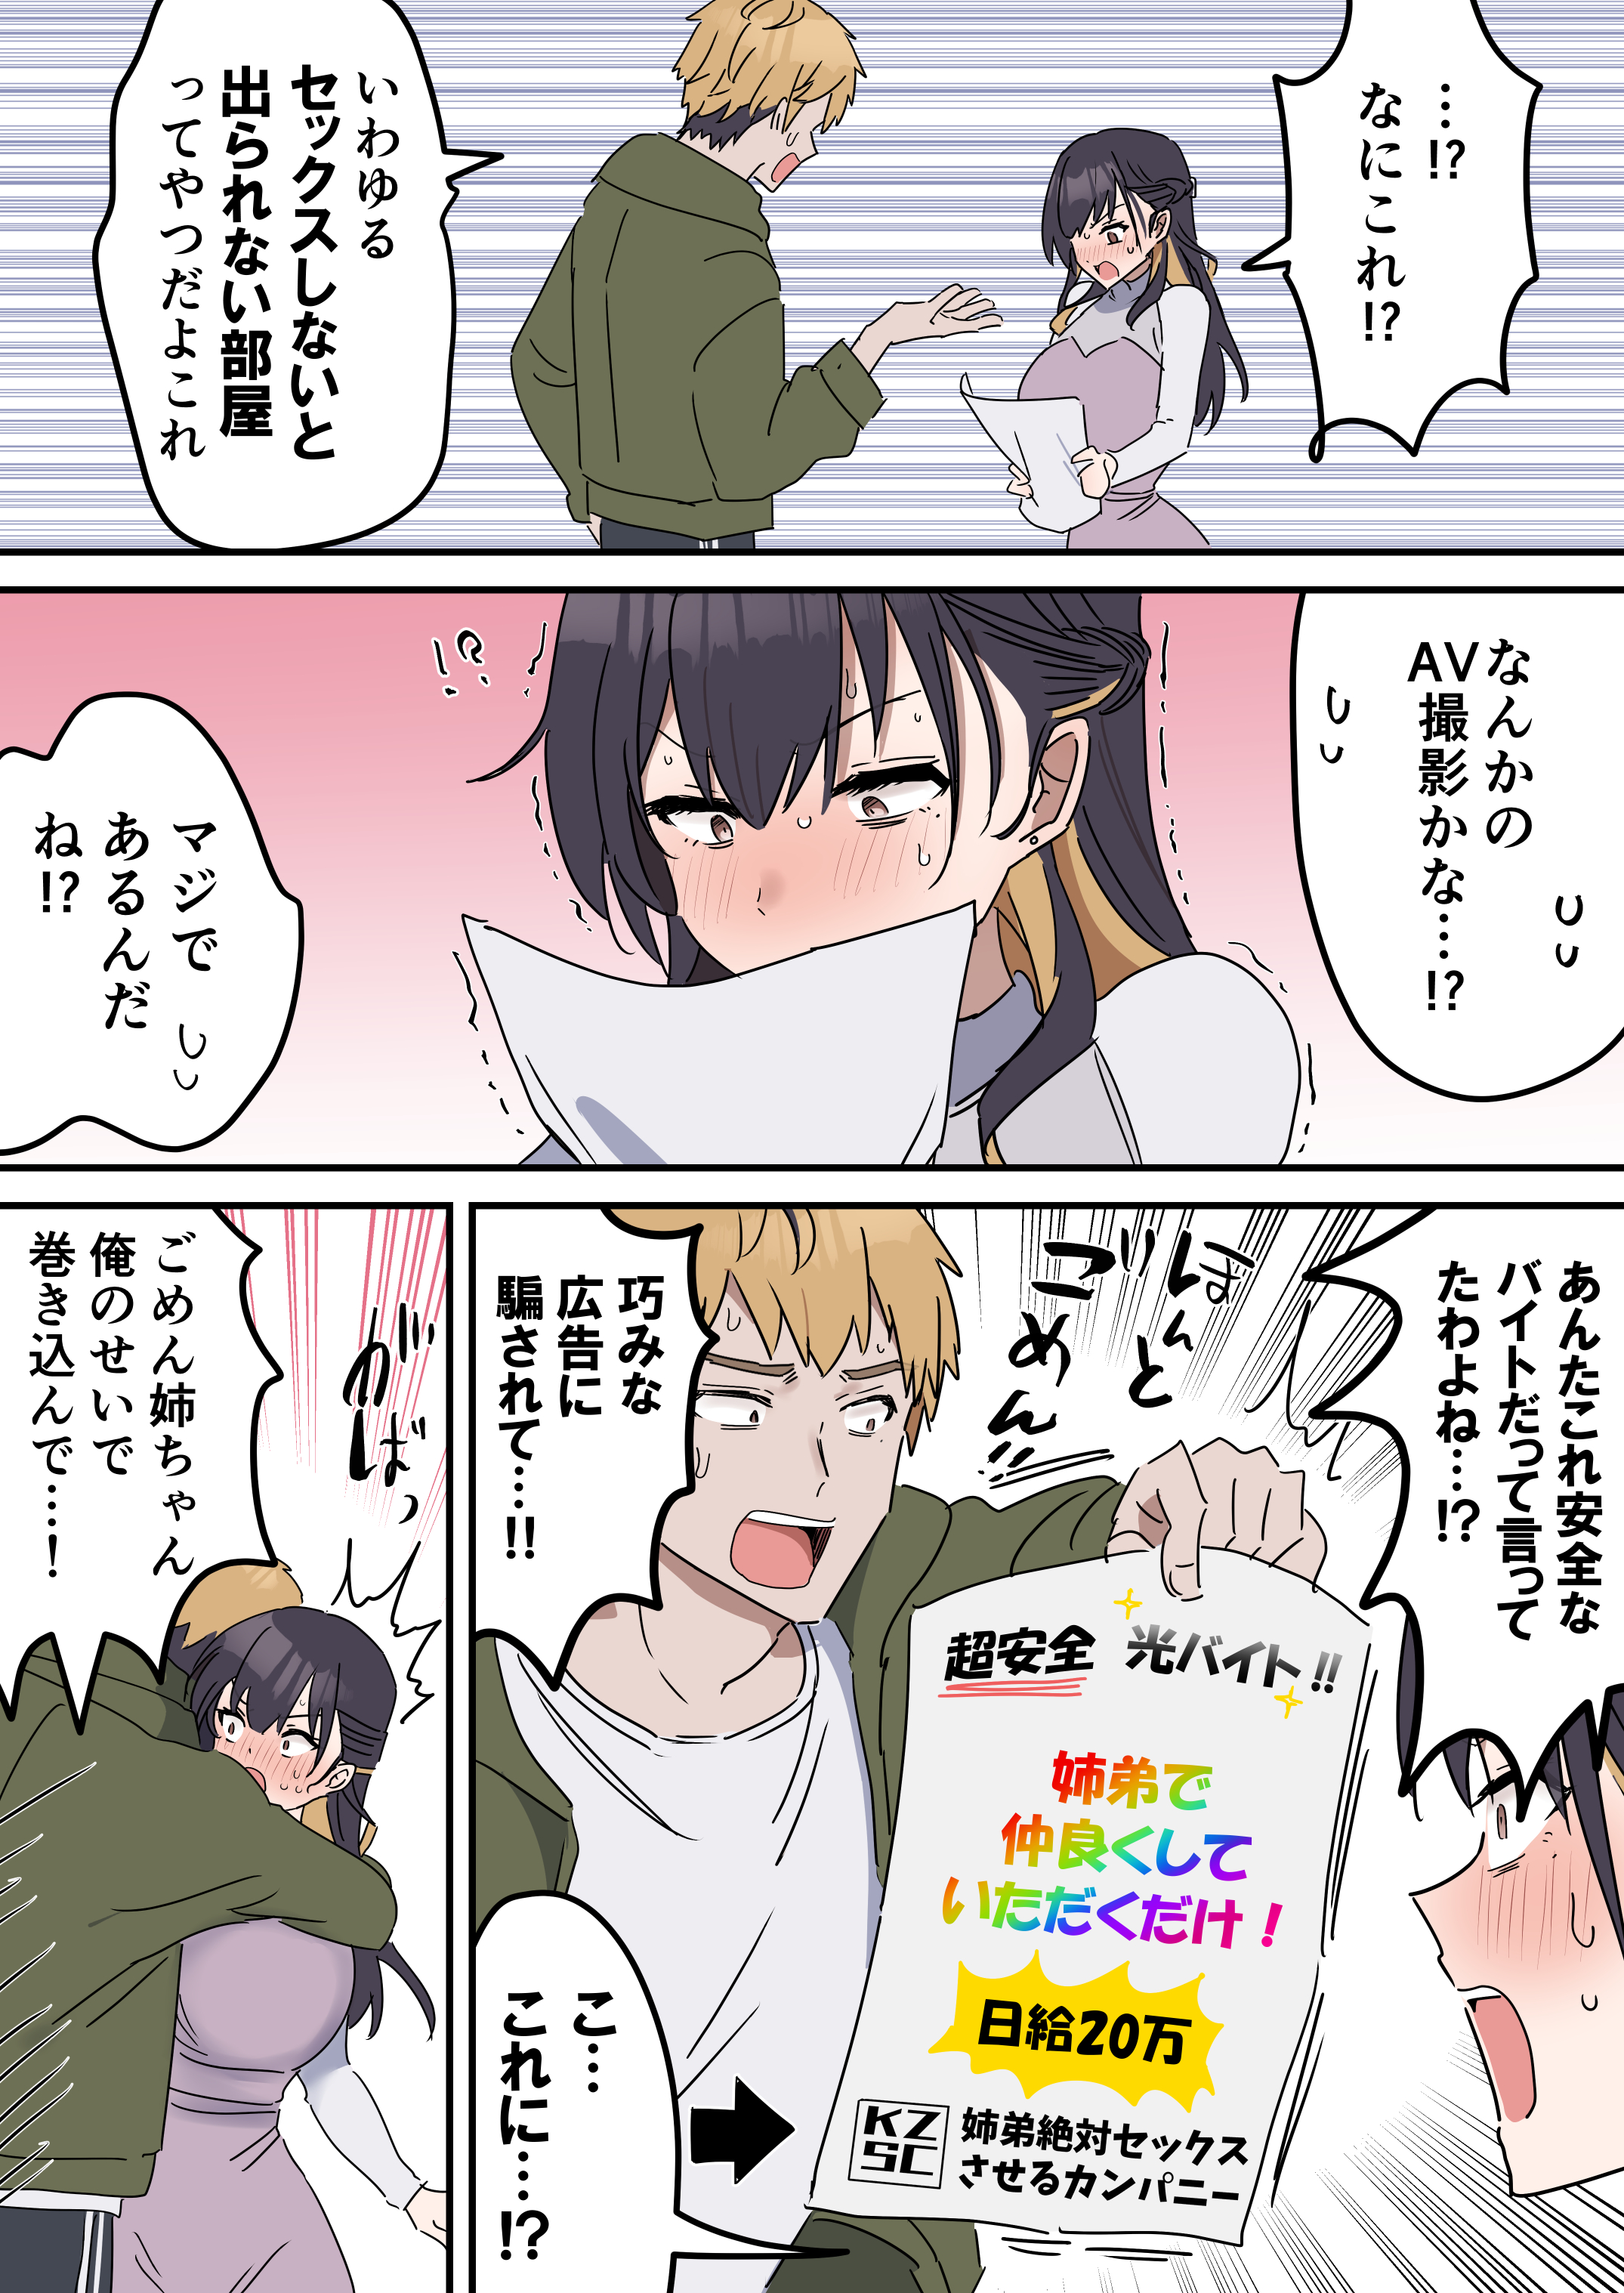 …!?
なにこれ!?
いわゆる
セックスしないと
出られない部屋
ってやつだよこれ
なんかの
AV撮影かな…!?
!?
マジで
あるんだ
ね!?
あんたこれ安全な
バイトだって言って
たわよね…!?
ほんと
ごめん!!
巧みな
広告に
騙されて…!!
超安全 光バイト!!
姉弟で
仲良くして
いただくだけ！
日給20万
KZ
SC
姉弟絶対セックス
させるカンパニー
こ…
これに…!?
がばっ
ごめん姉ちゃん
俺のせいで
巻き込んで…！